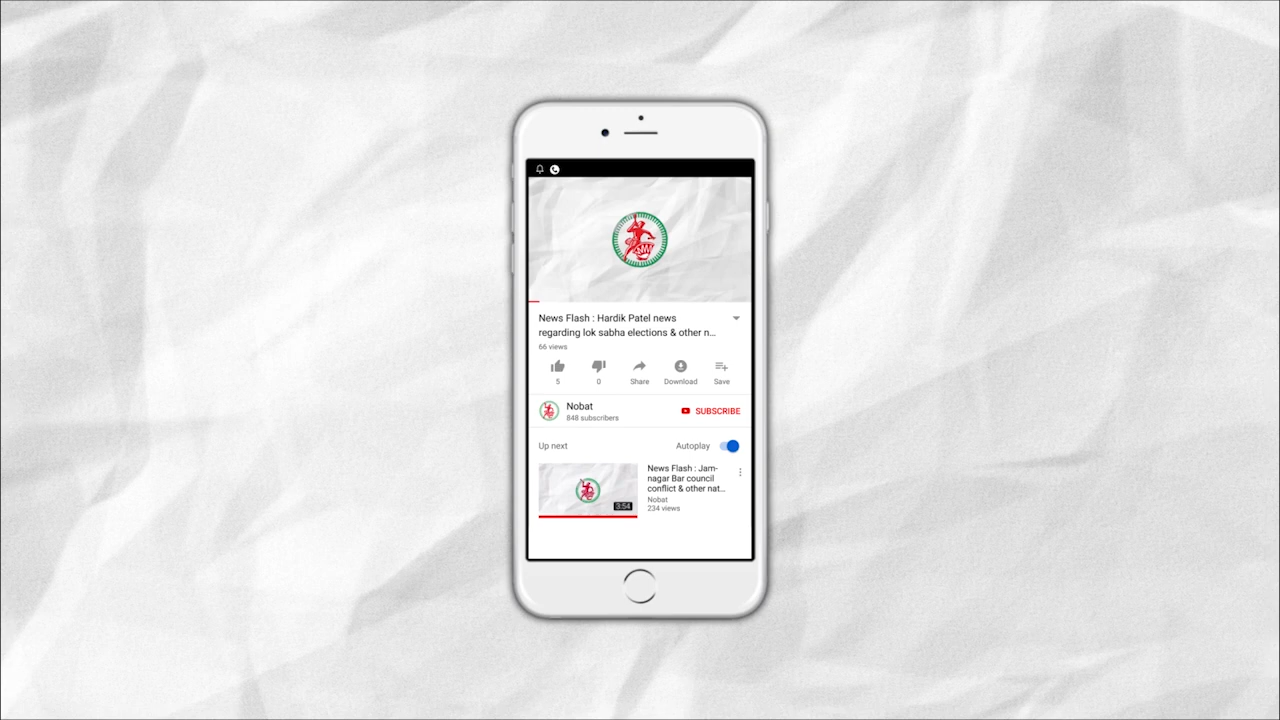 News Flash : Hardik Patel news
regarding lok sabha elections & other n...
66 views
5
0
Share
Download
Save
Nobat
848 subscribers
SUBSCRIBE
Up next
Autoplay
3:54
News Flash : Jam-
nagar Bar council
conflict & other nat...
Nobat
234 views